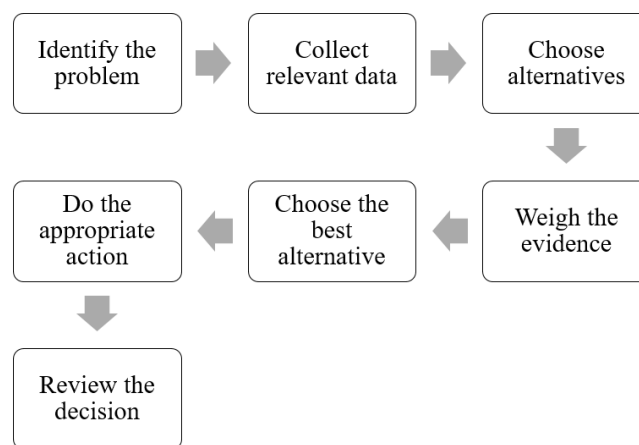 Identify the
problem
Collect
relevant data
Choose
alternatives
Weigh the
evidence
Choose the
best
alternative
Do the
appropriate
action
Review the
decision